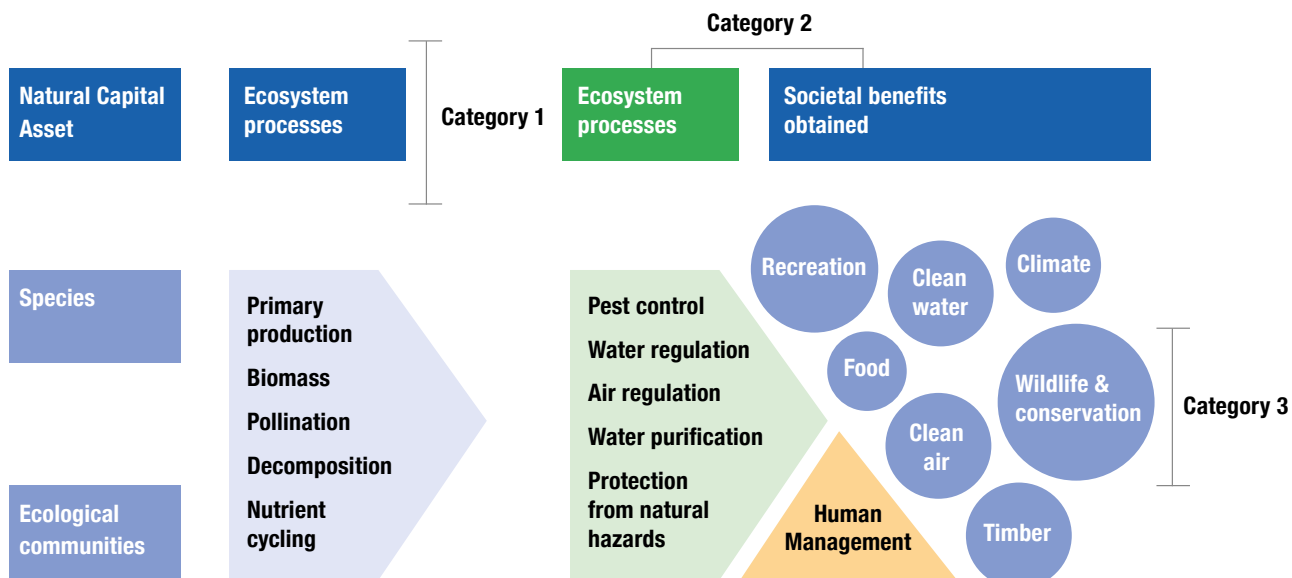 Category 2
Natural Capital
Asset
Ecosystem
processes
Category 1
Ecosystem
processes
Societal benefits
obtained
Species
Ecological
communities
Primary
production
Biomass
Pollination
Decomposition
Nutrient
cycling
Pest control
Water regulation
Air regulation
Water purification
Protection
from natural
hazards
Human
Management
Recreation
Clean
water
Climate
Food
Wildlife &
conservation
Clean
air
Timber
Category 3